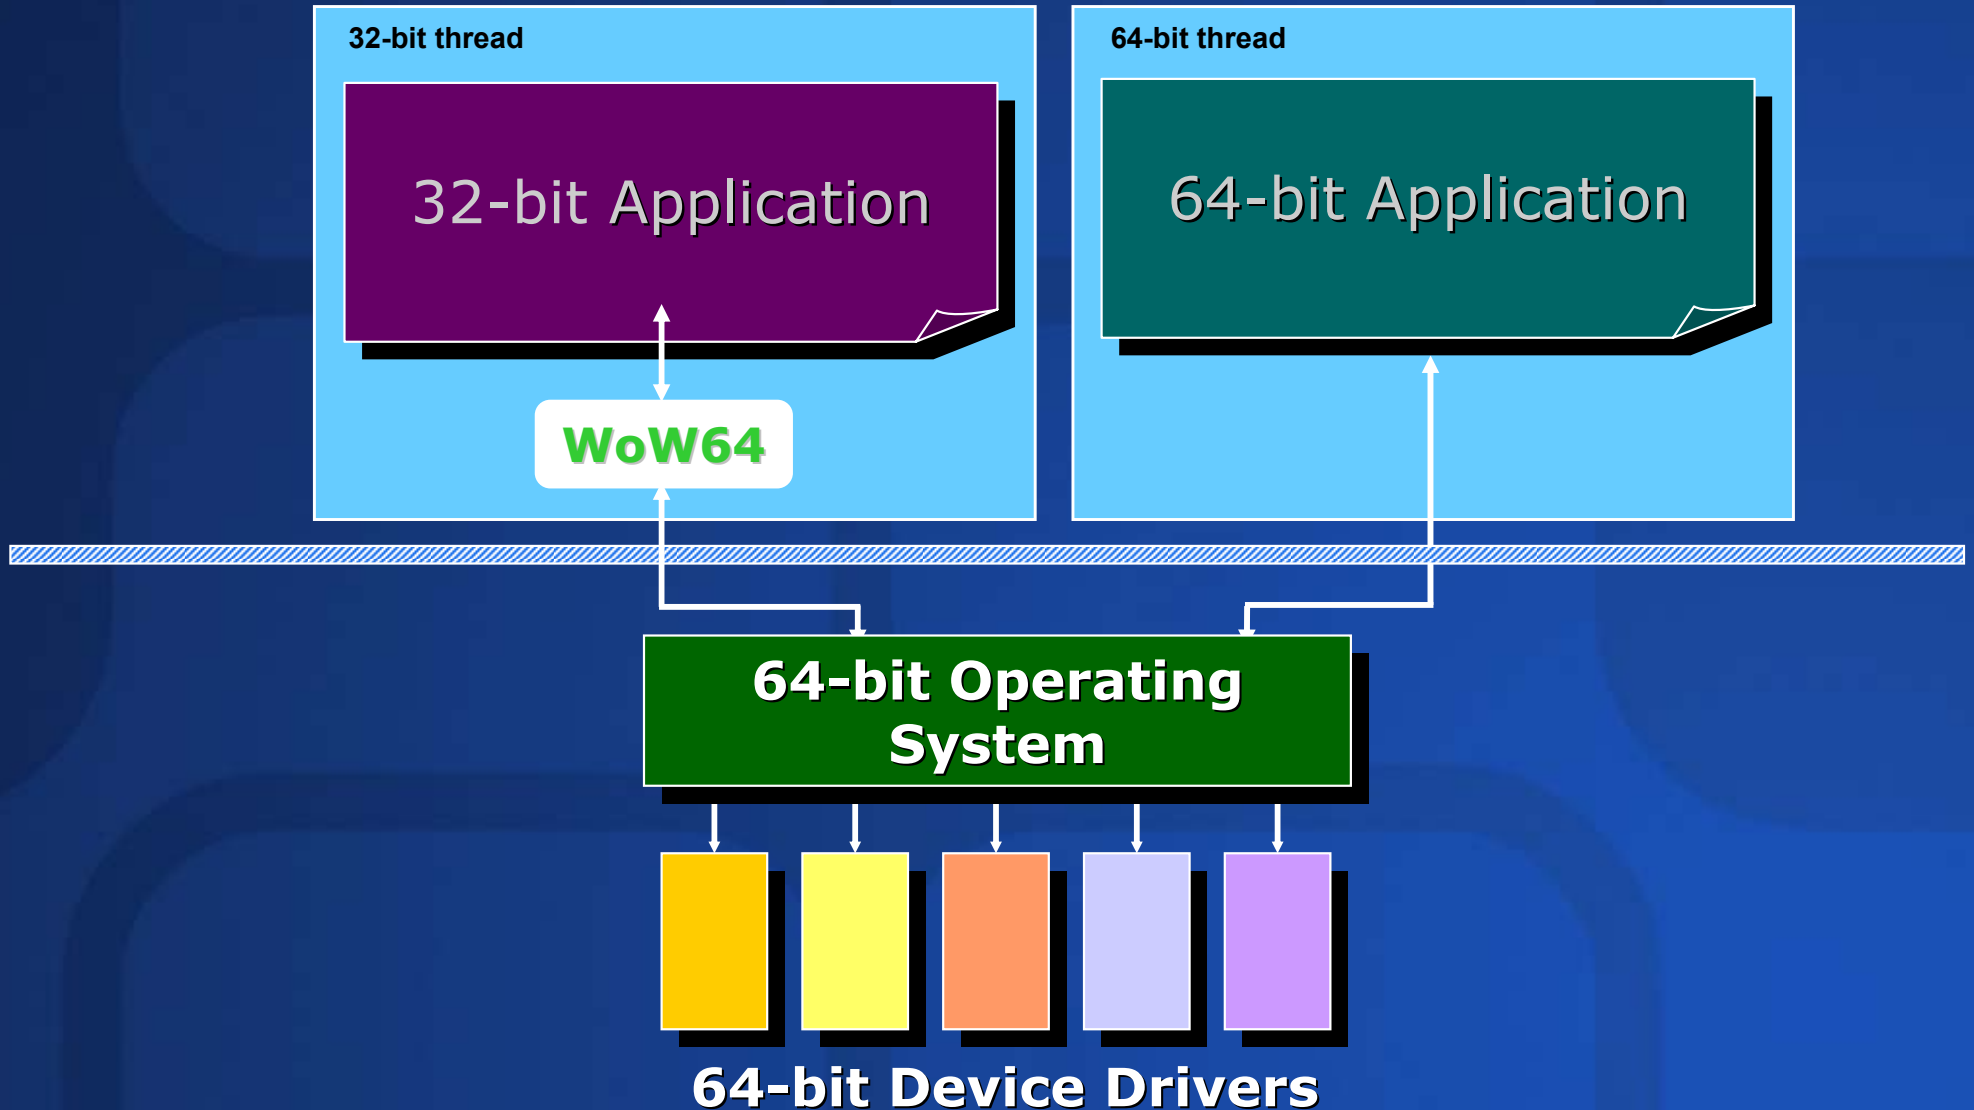 32-bit thread
64-bit thread
32-bit Application
64-bit Application
WoW64
64-bit Operating
System
64-bit Device Drivers